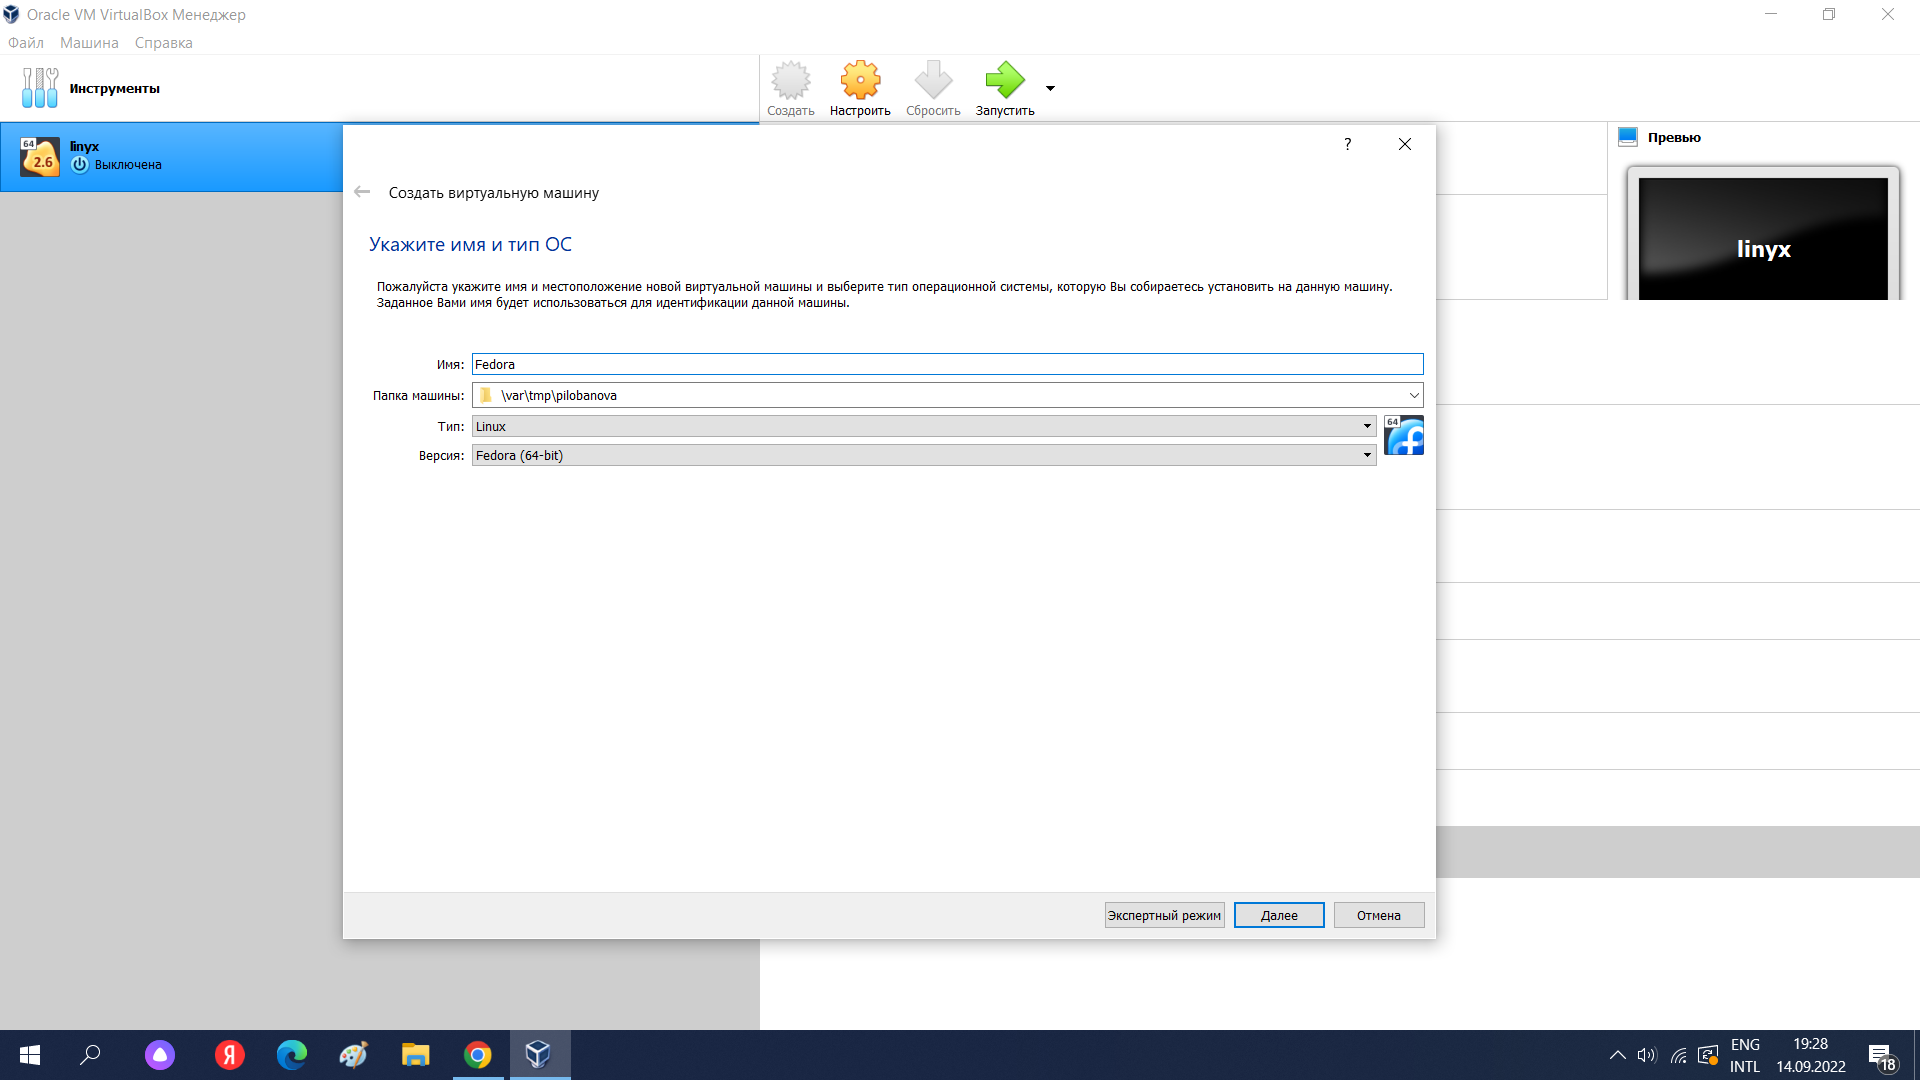 Oracle VM VirtualBox Менеджер
Файл Машина Справка
Инструменты
Создать Настроить Сбросить Запустить
64 2.6 linyx
Выключена
Превью
linyx
?
Создать виртуальную машину
Укажите имя и тип ОС
Пожалуйста укажите имя и местоположение новой виртуальной машины и выберите тип операционной системы, которую Вы собираетесь установить на данную машину.
Заданное Вами имя будет использоваться для идентификации данной машины.
Имя: Fedora
Папка машины: \var\tmp\pilobanova
Тип: Linux
64
Версия: Fedora (64-bit)
Экспертный режим Далее Отмена
Я
ENG
INTL
19:28
14.09.2022
18